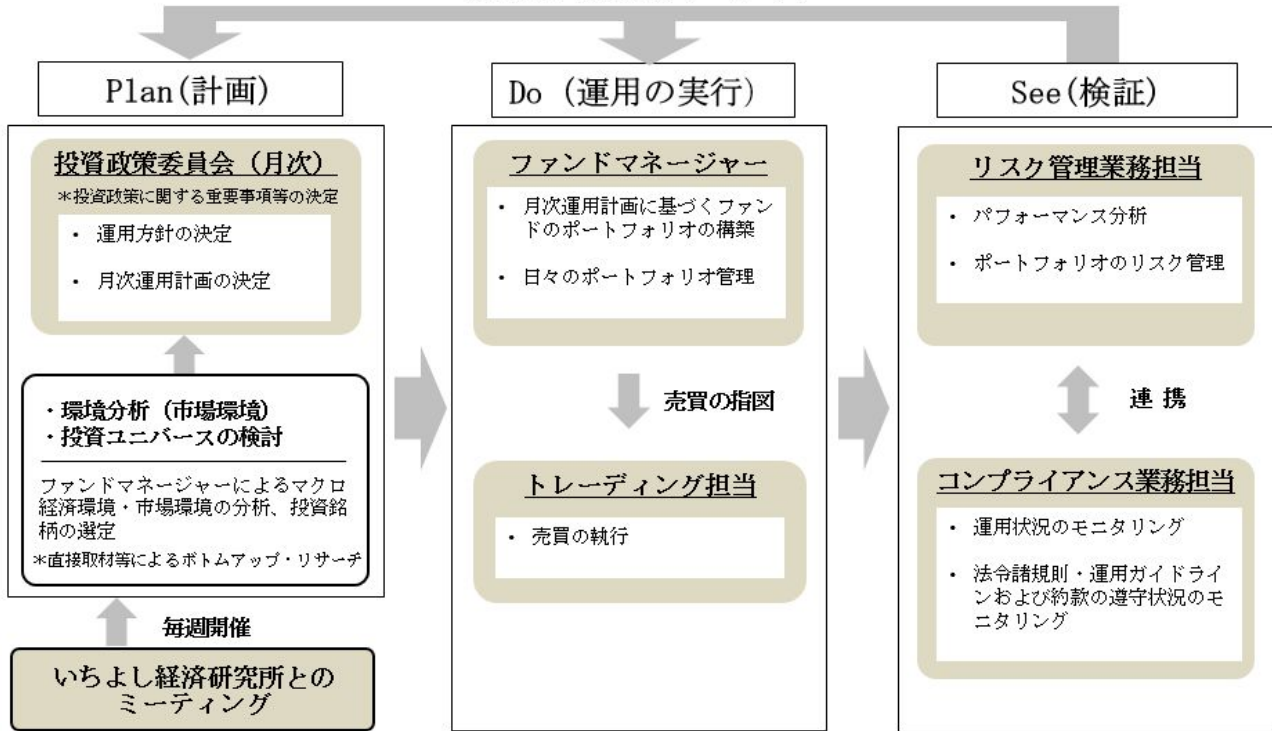 Plan(計画)
投資政策委員会（月次）
＊投資政策に関する重要事項等の決定
・ 運用方針の決定
・ 月次運用計画の決定
・環境分析（市場環境）
・投資ユニバースの検討
ファンドマネージャーによるマクロ
経済環境・市場環境の分析、投資銘
柄の選定
＊直接取材等によるボトムアップ・リサーチ
毎週開催
いちよし経済研究所との
ミーティング
Do（運用の実行）
ファンドマネージャー
・ 月次運用計画に基づくファン
ドのポートフォリオの構築
・ 日々のポートフォリオ管理
売買の指図
トレーディング担当
・ 売買の執行
See(検証)
リスク管理業務担当
・ パフォーマンス分析
・ ポートフォリオのリスク管理
連 携
コンプライアンス業務担当
・ 運用状況のモニタリング
・ 法令諸規則・運用ガイドライ
ンおよび約款の遵守状況のモ
ニタリング